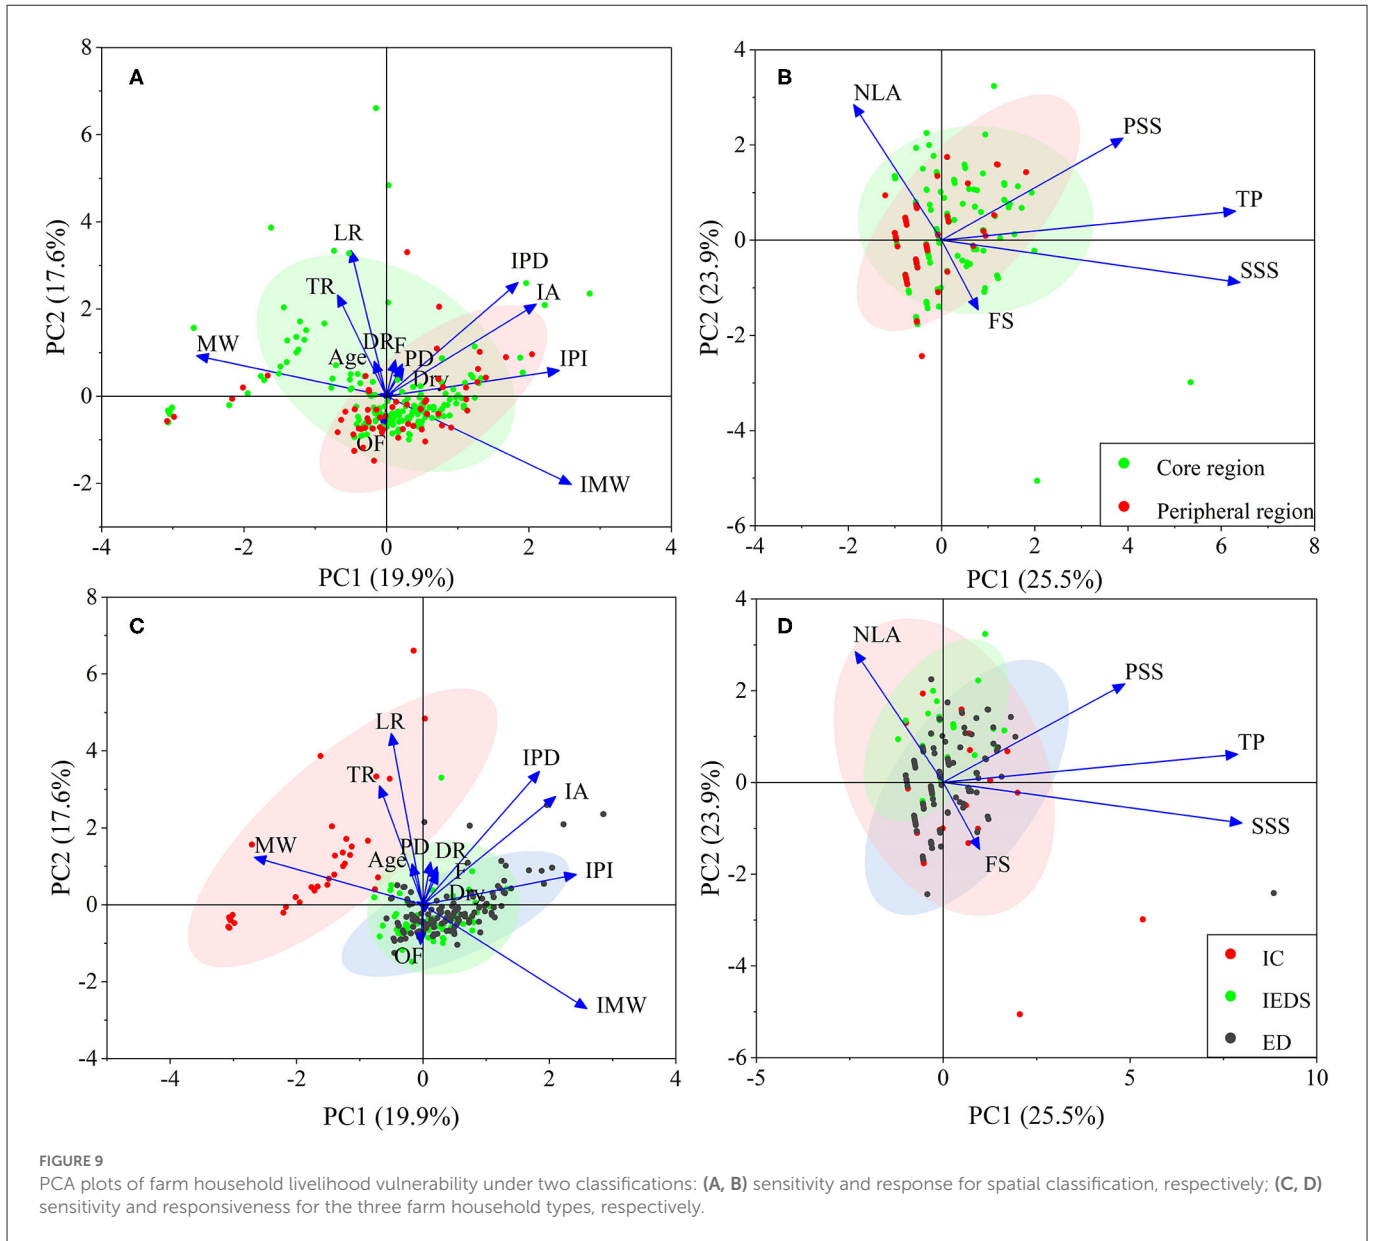 A
8
6
4
2
0
-2
-4
-2
0
2
4
PC2 (17.6%)
PC1 (19.9%)
LR
TR
MW
IPD
IA
IPI
DR
F
Age
PD
Dry
OF
IMW
B
4
2
0
-2
-4
-6
-4
-2
0
2
4
6
8
PC2 (23.9%)
PC1 (25.5%)
NLA
PSS
TP
SSS
FS
Core region
Peripheral region
C
8
6
4
2
0
-2
-4
-4
-2
0
2
4
PC2 (17.6%)
PC1 (19.9%)
LR
TR
MW
IPD
IA
IPI
PD
DR
Age
F
Dry
OF
IMW
D
4
2
0
-2
-4
-6
-5
0
5
10
PC2 (23.9%)
PC1 (25.5%)
NLA
PSS
TP
SSS
FS
IC
IEDS
ED
FIGURE 9
PCA plots of farm household livelihood vulnerability under two classifications: (A, B) sensitivity and response for spatial classification, respectively; (C, D)
sensitivity and responsiveness for the three farm household types, respectively.